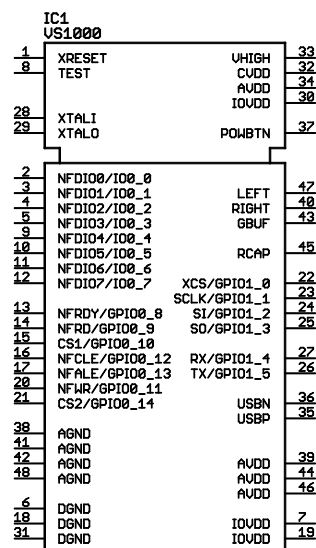 IC1
VS1000
1 XRESET VHIGH 33
8 TEST CVDD 32
AVDD 34
IOVDD 30
28 XTALI
29 XTALO POWBTN 37
2 NFDIO0/IO0_0
3 NFDIO1/IO0_1 LEFT 47
4 NFDIO2/IO0_2 RIGHT 40
5 NFDIO3/IO0_3 GBUF 43
9 NFDIO4/IO0_4
10 NFDIO5/IO0_5 RCAP 45
11 NFDIO6/IO0_6
12 NFDIO7/IO0_7 XCS/GPIO1_0 22
SCLK/GPIO1_1 23
13 NFRDY/GPIO0_8 SI/GPIO1_2 24
14 NFRD/GPIO0_9 SO/GPIO1_3 25
15 CS1/GPIO0_10
16 NFCLE/GPIO0_12 RX/GPIO1_4 27
17 NFALE/GPIO0_13 TX/GPIO1_5 26
20 NFWR/GPIO0_11
21 CS2/GPIO0_14 USBN 36
USBP 35
38 AGND
41 AGND
42 AGND AVDD 39
48 AGND AVDD 44
AVDD 46
6 DGND
18 DGND IOVDD 7
31 DGND IOVDD 19